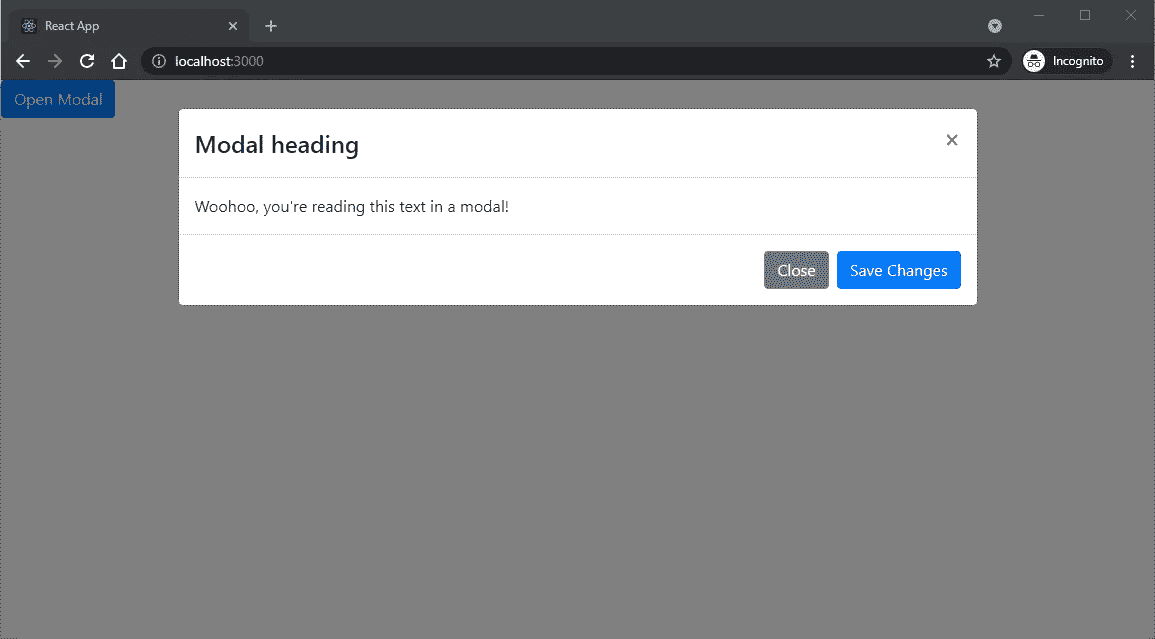 React App
localhost:3000
Incognito
Open Modal
Modal heading
Woohoo, you're reading this text in a modal!
Close Save Changes